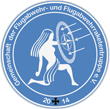 Gemeinschaft der Flugabwehr- und Flugabwehrraketentruppe e.V.
20 14